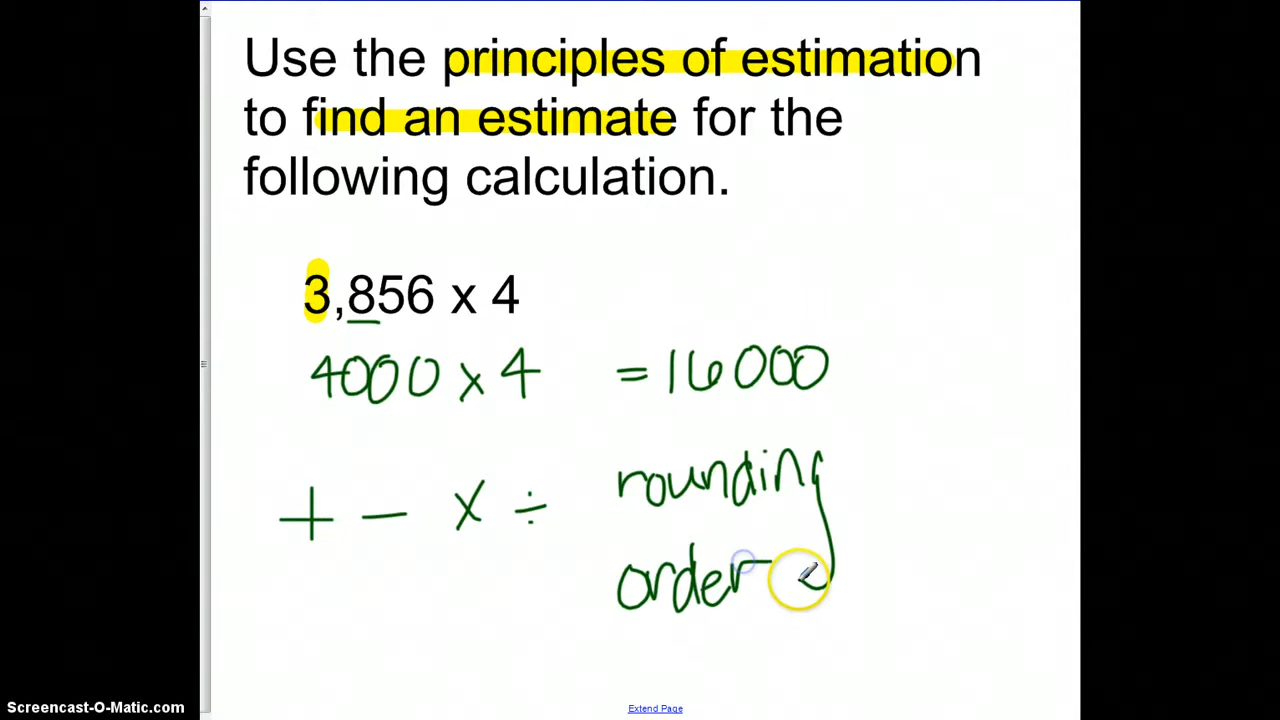 Use the principles of estimation
to find an estimate for the
following calculation.
3,856 x 4
4000 x 4 = 16000
+ - x ÷ rounding
order
Screencast-O-Matic.com
Extend Page